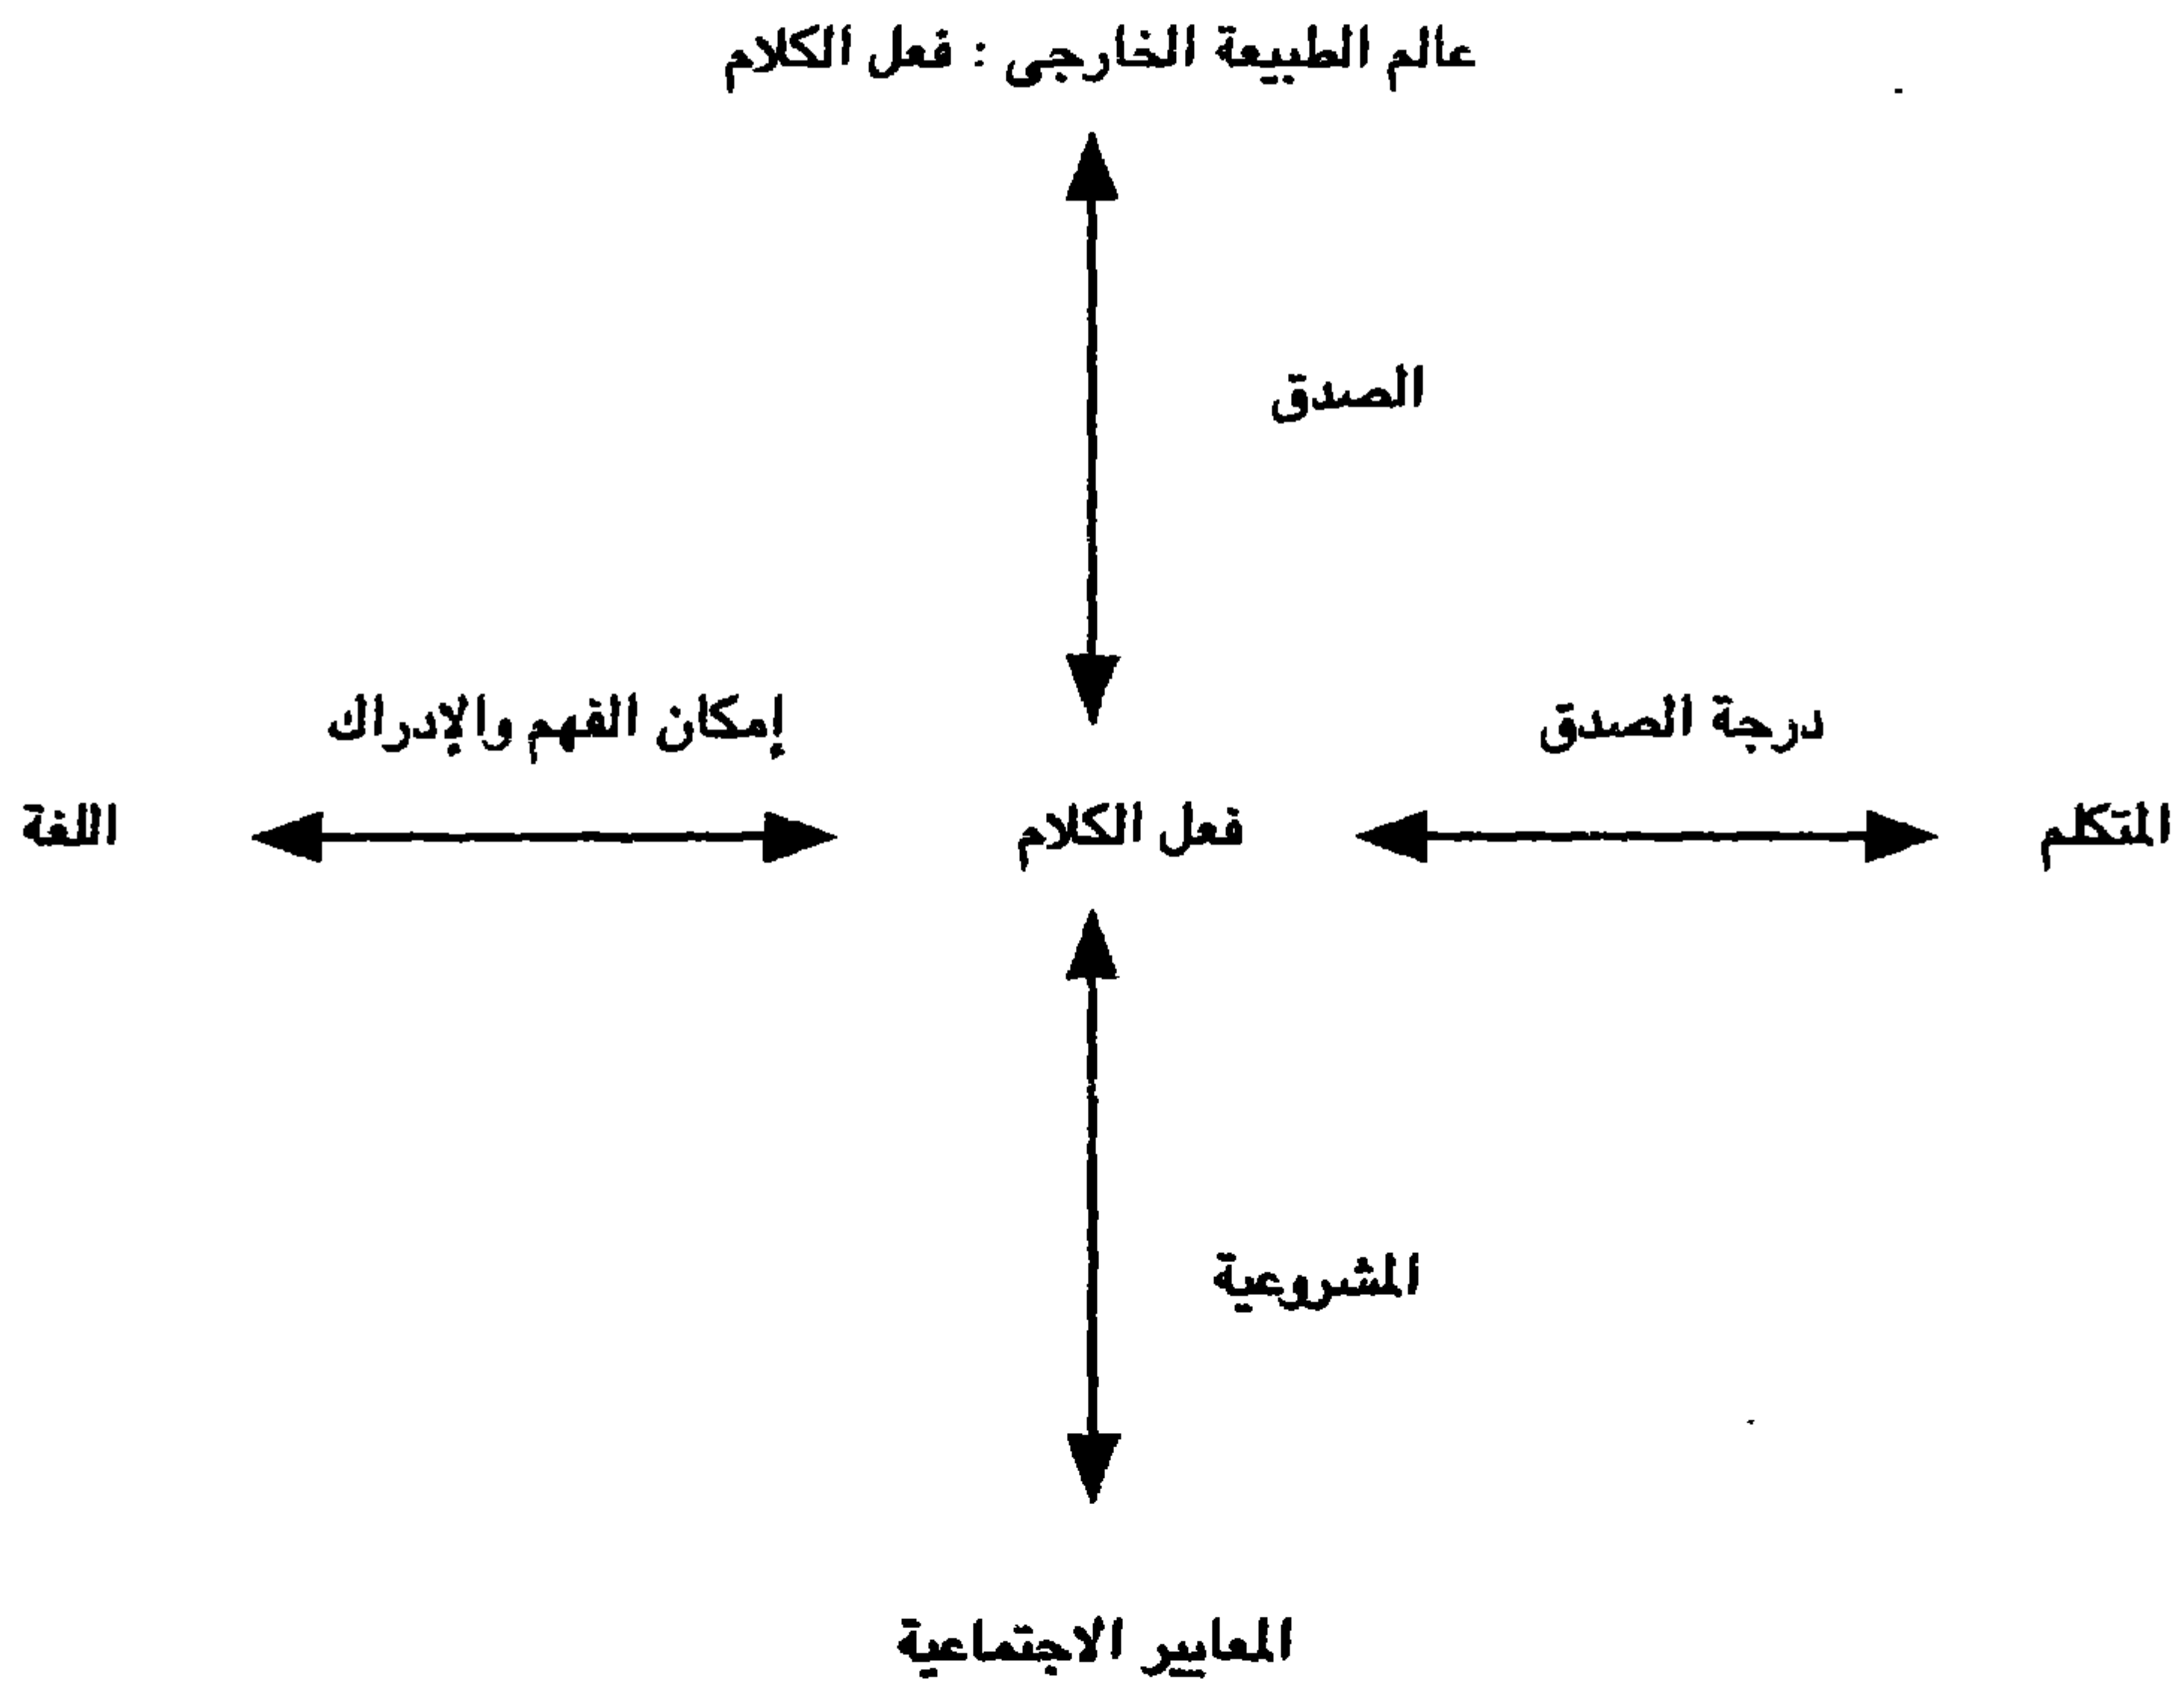 عالم الطبيعة الخارجى : فعل الكلام
الصدق
درجة الصدق
إمكان الفهم والإدراك
المتكلم
فعل الكلام
اللغة
المشروعية
المعايير الاجتماعية